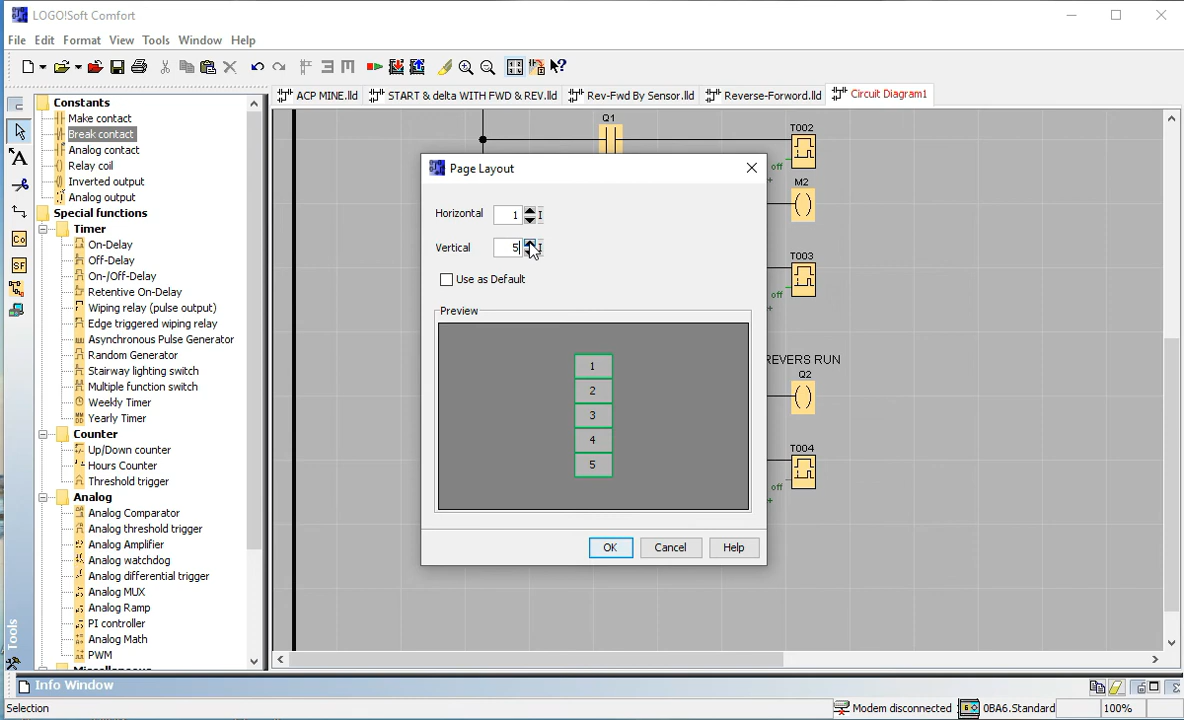 LOGO!Soft Comfort
File Edit Format View Tools Window Help
ACP MINE.lld START & delta WITH FWD & REV.lld Rev-Fwd By Sensor.lld Reverse-Forword.lld Circuit Diagram1
Constants
Make contact
Break contact
Analog contact
Relay coil
Inverted output
Analog output
Special functions
Timer
On-Delay
Off-Delay
On-/Off-Delay
Retentive On-Delay
Wiping relay (pulse output)
Edge triggered wiping relay
Asynchronous Pulse Generator
Random Generator
Stairway lighting switch
Multiple function switch
Weekly Timer
Yearly Timer
Counter
Up/Down counter
Hours Counter
Threshold trigger
Analog
Analog Comparator
Analog threshold trigger
Analog Amplifier
Analog watchdog
Analog differential trigger
Analog MUX
Analog Ramp
PI controller
Analog Math
PWM
Miscellaneous
Co
SF
Tools
Q1
T002
off
+
M2
T003
off
+
REVERS RUN
Q2
T004
off
+
Page Layout
Horizontal 1
Vertical 5
Use as Default
Preview
1
2
3
4
5
OK Cancel Help
Info Window
Selection
Modem disconnected 0BA6.Standard 100%